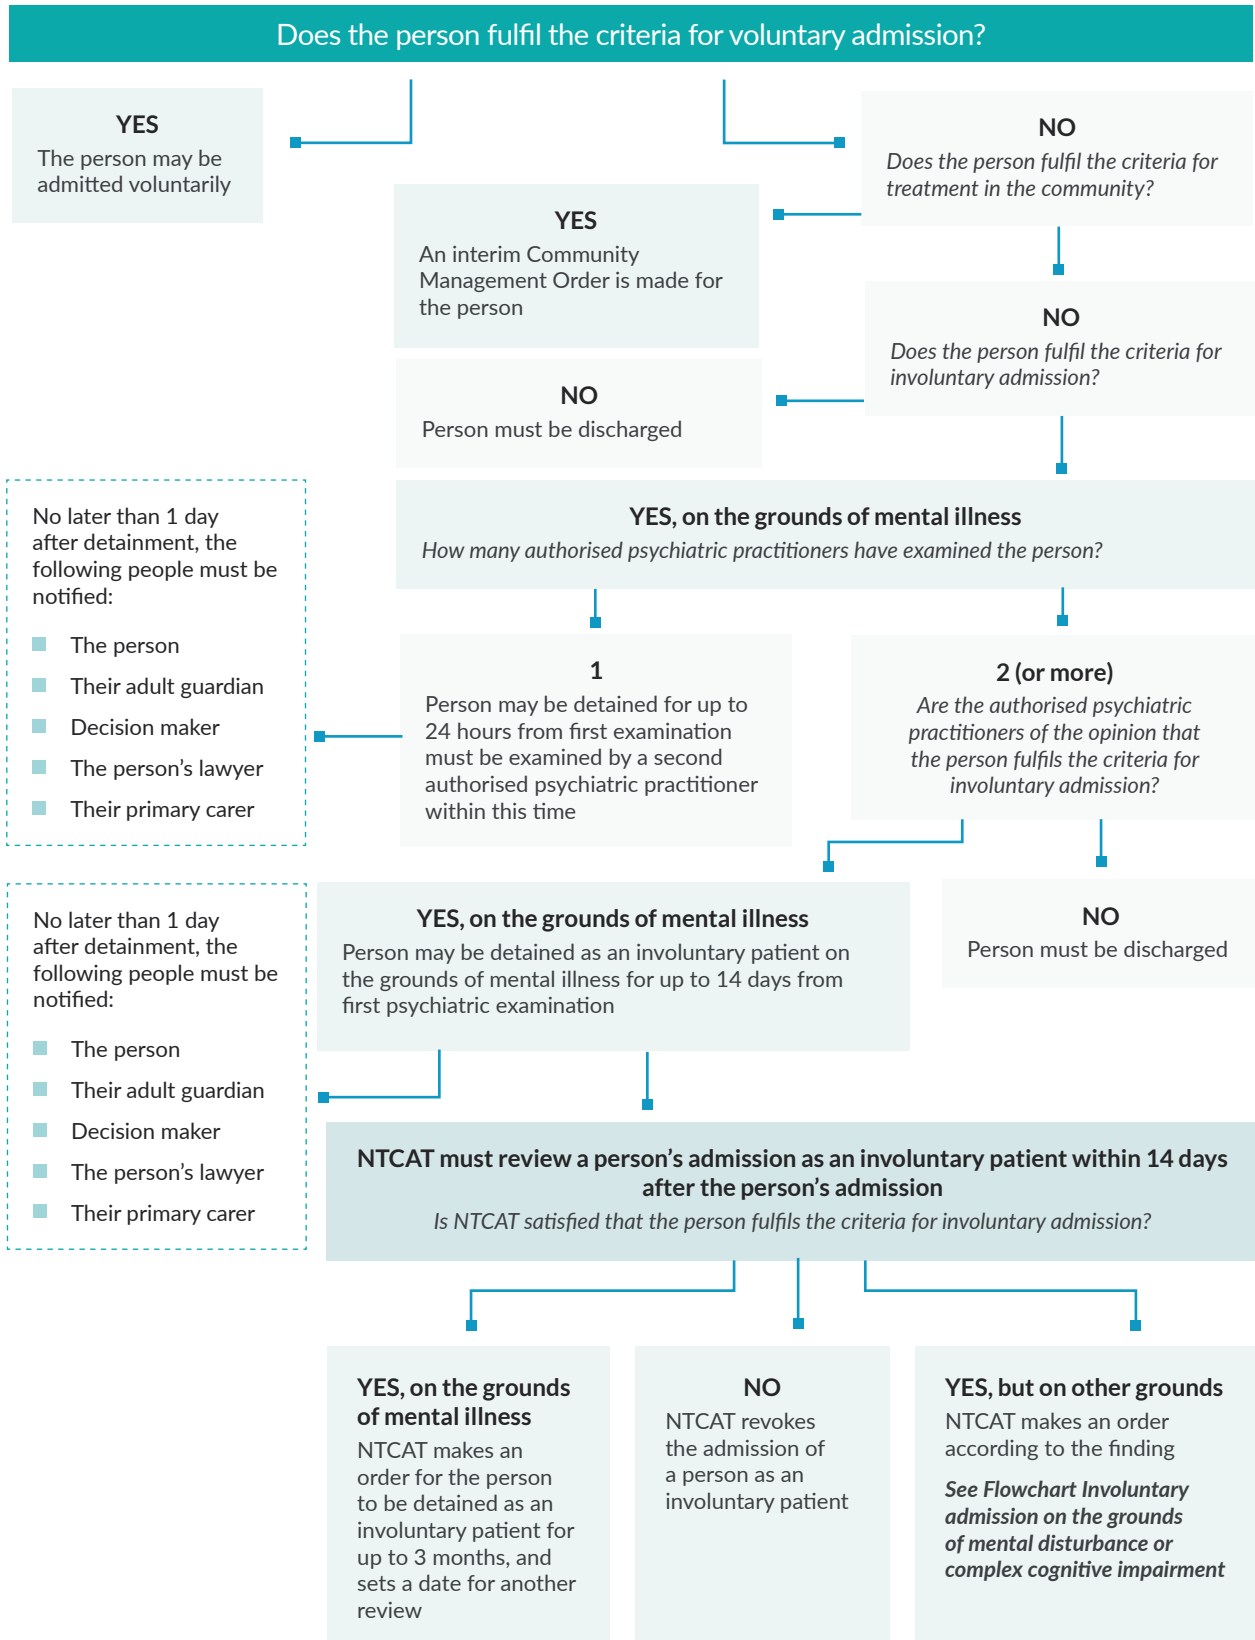 Does the person fulfil the criteria for voluntary admission?
YES
The person may be
admitted voluntarily
NO
Does the person fulfil the criteria for
treatment in the community?
YES
An interim Community
Management Order is made for
the person
NO
Does the person fulfil the criteria for
involuntary admission?
NO
Person must be discharged
YES, on the grounds of mental illness
How many authorised psychiatric practitioners have examined the person?
No later than 1 day
after detainment, the
following people must be
notified:
The person
Their adult guardian
Decision maker
The person's lawyer
Their primary carer
1
Person may be detained for up to
24 hours from first examination
must be examined by a second
authorised psychiatric practitioner
within this time
2 (or more)
Are the authorised psychiatric
practitioners of the opinion that
the person fulfils the criteria for
involuntary admission?
No later than 1 day
after detainment, the
following people must be
notified:
The person
Their adult guardian
Decision maker
The person's lawyer
Their primary carer
YES, on the grounds of mental illness
Person may be detained as an involuntary patient on
the grounds of mental illness for up to 14 days from
first psychiatric examination
NO
Person must be discharged
NTCAT must review a person's admission as an involuntary patient within 14 days
after the person's admission
Is NTCAT satisfied that the person fulfils the criteria for involuntary admission?
YES, on the grounds
of mental illness
NTCAT makes an
order for the person
to be detained as an
involuntary patient for
up to 3 months, and
sets a date for another
review
NO
NTCAT revokes
the admission of
a person as an
involuntary patient
YES, but on other grounds
NTCAT makes an order
according to the finding
See Flowchart Involuntary
admission on the grounds
of mental disturbance or
complex cognitive impairment